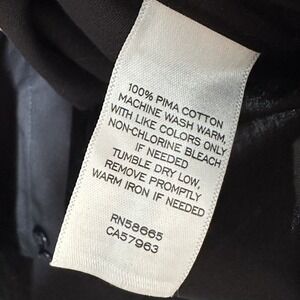 100% PIMA COTTON
MACHINE WASH WARM,
WITH LIKE COLORS ONLY
NON-CHLORINE BLEACH
IF NEEDED
TUMBLE DRY LOW,
REMOVE PROMPTLY
WARM IRON IF NEEDED
RN58665
CA57963